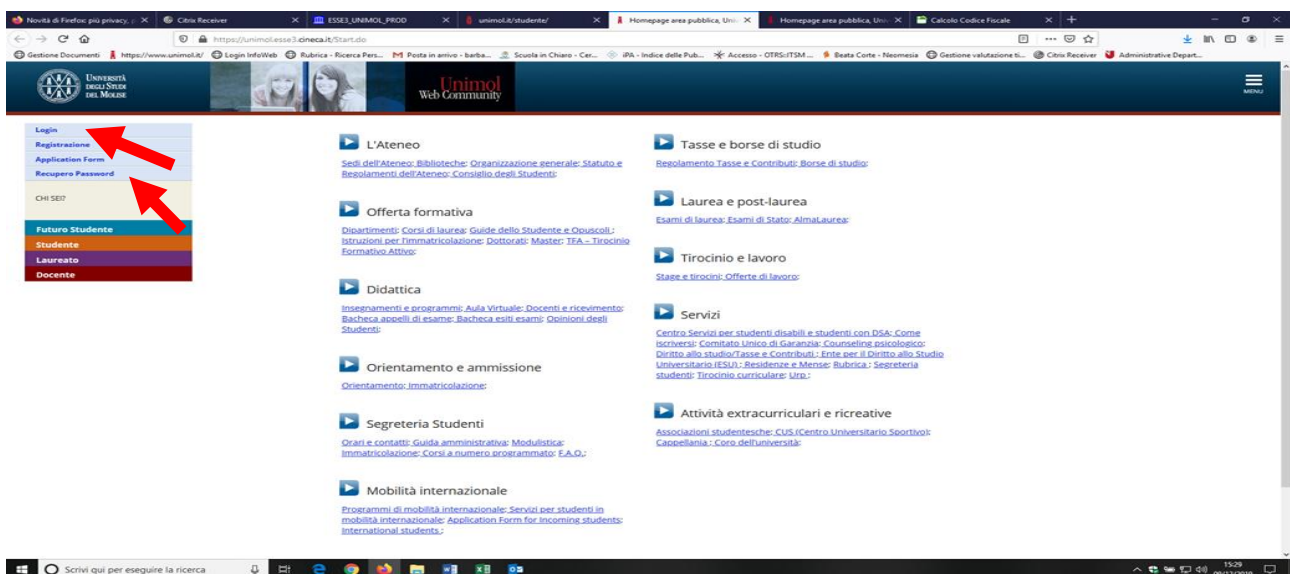 Novità di Firefox: più privacy, p
Citrix Receiver
ESSE3_UNIMOL_PROD
unimol.it/studente/
Homepage area pubblica, Univ
Homepage area pubblica, Univ
Calcolo Codice Fiscale
https://unimol.esse3.cineca.it/Start.do
Gestione Documenti
https://www.unimol.it/
Login InfoWeb
Rubrica - Ricerca Pers...
Posta in arrivo - barba...
Scuola in Chiaro - Cer...
iPA - Indice delle Pub...
Accesso - OTRS::ITSM ...
Beata Corte - Neomesia
Gestione valutazione ti...
Citrix Receiver
Administrative Depart...
Università
degli Studi
del Molise
Unimol
Web Community
MENU
Login
Registrazione
Application Form
Recupero Password
CHI SEI?
Futuro Studente
Studente
Laureato
Docente
L'Ateneo
Sedi dell'Ateneo; Biblioteche; Organizzazione generale; Statuto e
Regolamenti dell'Ateneo; Consiglio degli Studenti;
Offerta formativa
Dipartimenti; Corsi di laurea; Guide dello Studente e Opuscoli ;
Istruzioni per l'immatricolazione; Dottorati; Master; TFA – Tirocinio
Formativo Attivo;
Didattica
Insegnamenti e programmi; Aula Virtuale; Docenti e ricevimento;
Bacheca appelli di esame; Bacheca esiti esami; Opinioni degli
Studenti;
Orientamento e ammissione
Orientamento; Immatricolazione;
Segreteria Studenti
Orari e contatti; Guida amministrativa; Modulistica;
Immatricolazione; Corsi a numero programmato; F.A.Q.;
Mobilità internazionale
Programmi di mobilità internazionale; Servizi per studenti in
mobilità internazionale; Application Form for Incoming students;
International students ;
Tasse e borse di studio
Regolamento Tasse e Contributi; Borse di studio;
Laurea e post-laurea
Esami di laurea; Esami di Stato; AlmaLaurea;
Tirocinio e lavoro
Stage e tirocini; Offerte di lavoro;
Servizi
Centro Servizi per studenti disabili e studenti con DSA; Come
iscriversi; Comitato Unico di Garanzia; Counseling psicologico;
Diritto allo studio/Tasse e Contributi ; Ente per il Diritto allo Studio
Universitario (ESU) ; Residenze e Mense; Rubrica ; Segreteria
studenti; Tirocinio curriculare; Urp ;
Attività extracurriculari e ricreative
Associazioni studentesche; CUS (Centro Universitario Sportivo);
Cappellania ; Coro dell'università;
Scrivi qui per eseguire la ricerca
15:29